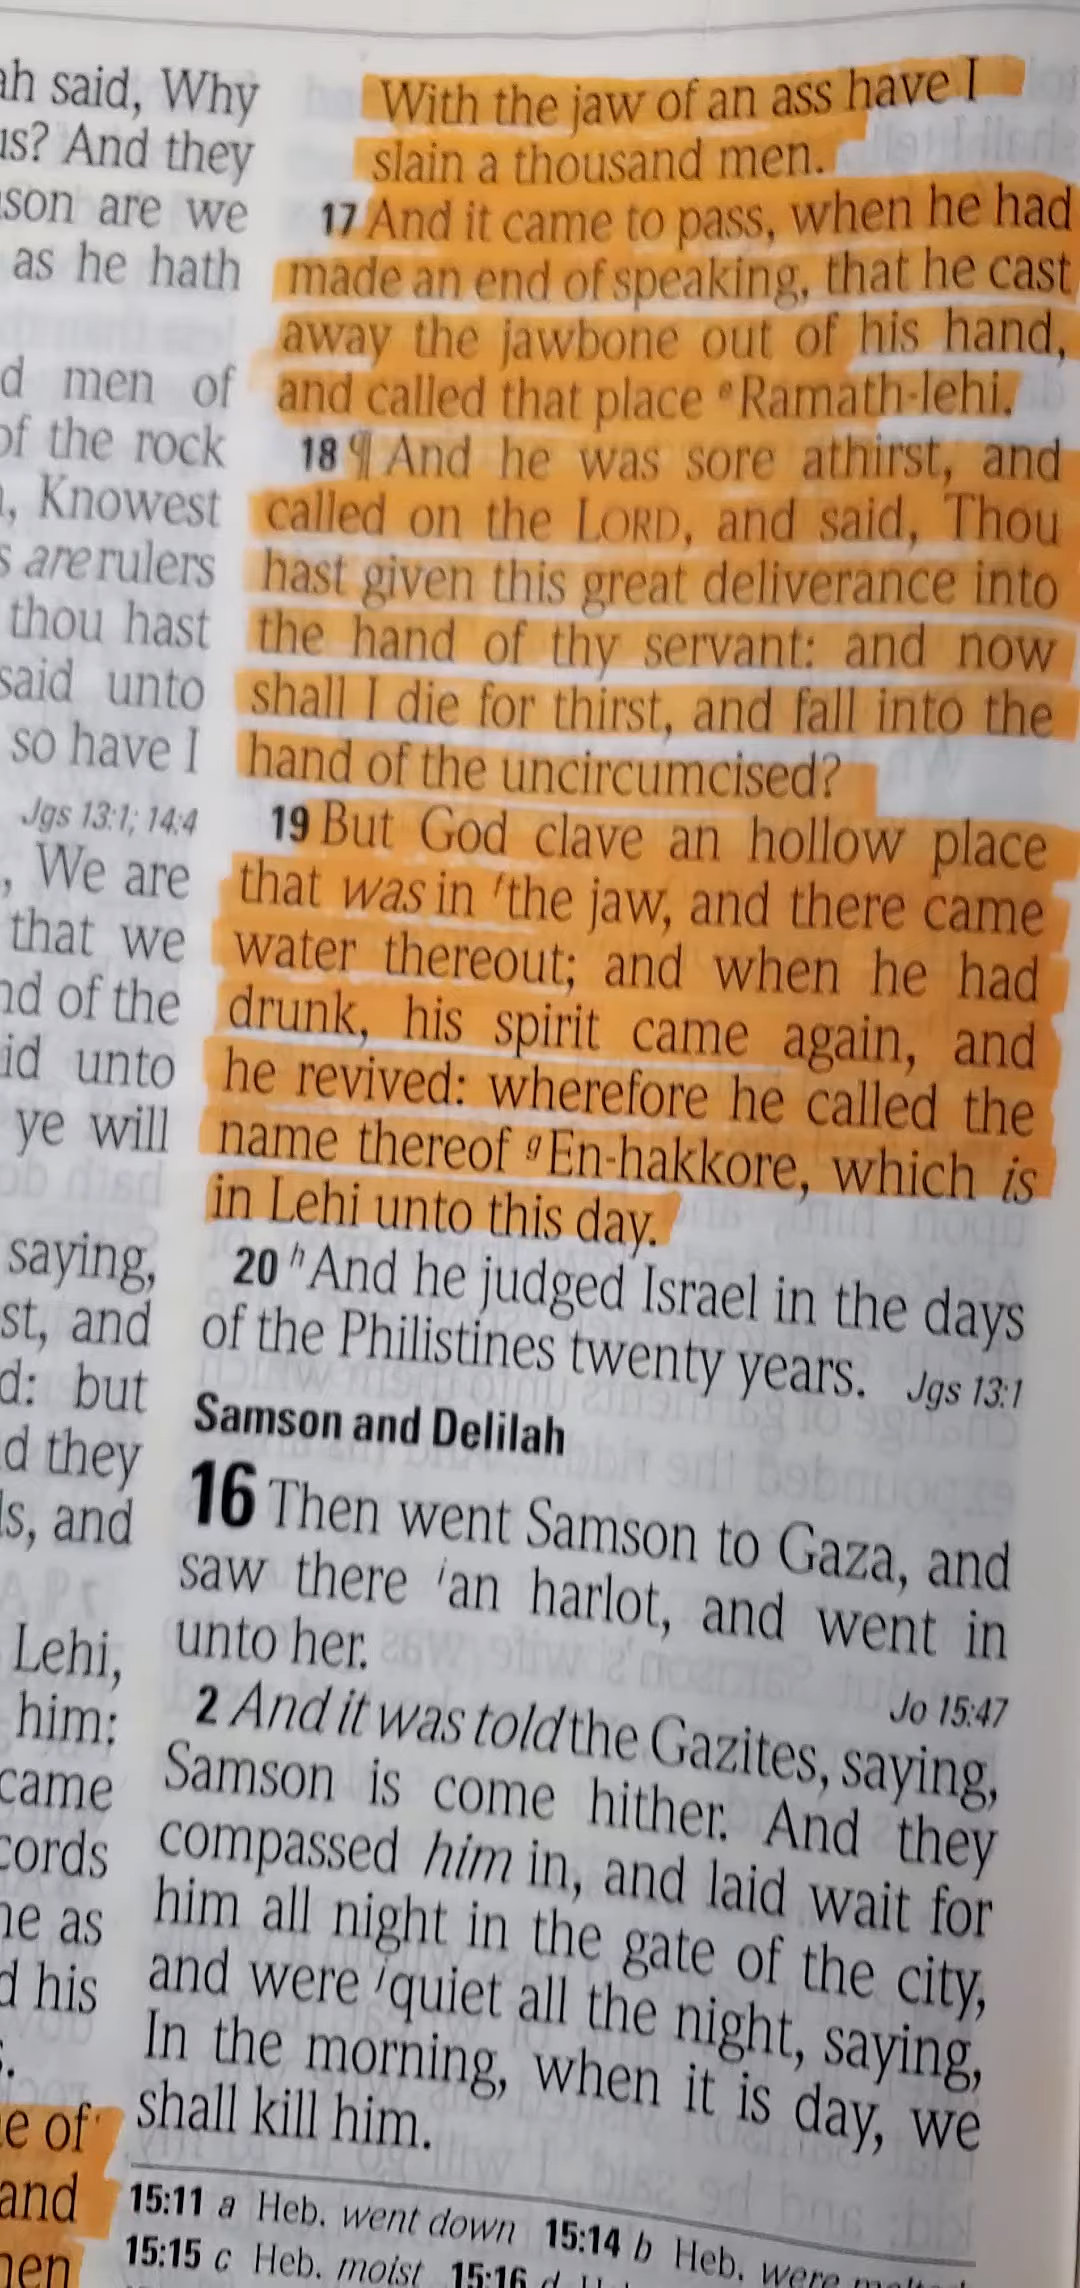 said, Why
And they
are we
as he hath
men of
of the rock
Knowest
are rulers
thou hast
said unto
so have I
Jgs 13:1; 14:4
, We are
that we
of the
unto
ye will
saying,
and
but
they
and
Lehi,
him:
came
cords
as
his
of
and
With the jaw of an ass have I
slain a thousand men.
17 And it came to pass, when he had
made an end of speaking, that he cast
away the jawbone out of his hand,
and called that place e Ramath-lehi.
18 ¶ And he was sore athirst, and
called on the LORD, and said, Thou
hast given this great deliverance into
the hand of thy servant: and now
shall I die for thirst, and fall into the
hand of the uncircumcised?
19 But God clave an hollow place
that was in f the jaw, and there came
water thereout; and when he had
drunk, his spirit came again, and
he revived: wherefore he called the
name thereof g En-hakkore, which is
in Lehi unto this day.
20 h And he judged Israel in the days
of the Philistines twenty years. Jgs 13:1
Samson and Delilah
16 Then went Samson to Gaza, and
saw there i an harlot, and went in
unto her. Jo 15:47
2 And it was told the Gazites, saying,
Samson is come hither. And they
compassed him in, and laid wait for
him all night in the gate of the city,
and were j quiet all the night, saying,
In the morning, when it is day, we
shall kill him.
15:11 a Heb. went down 15:14 b Heb. were
15:15 c Heb. moist 15:16 d